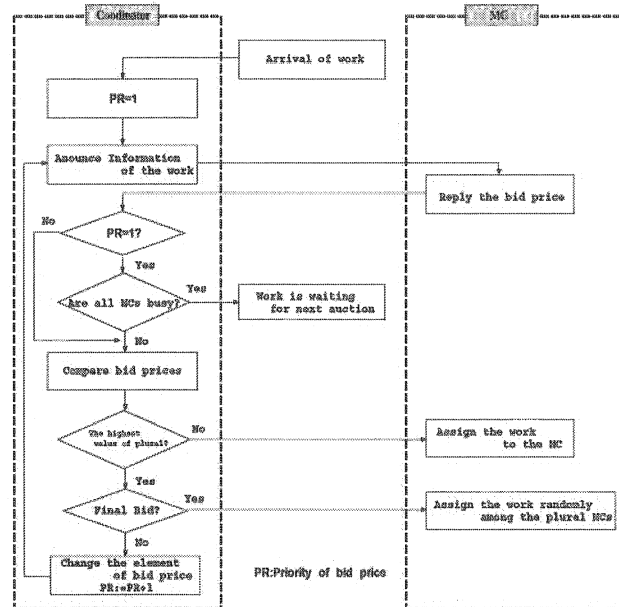 Coodinator
MC
Arrival of work
PR=1
Anounce Information
of the work
Reply the bid price
No
PR=1?
Yes
Are all MCs busy?
Yes
Work is waiting
for next auction
No
Compare bid prices
The highest
value of plural?
No
Assign the work
to the MC
Yes
Final Bid?
Yes
Assign the work randomly
among the plural MCs
No
Change the element
of bid price
PR:=PR+1
PR:Priority of bid price